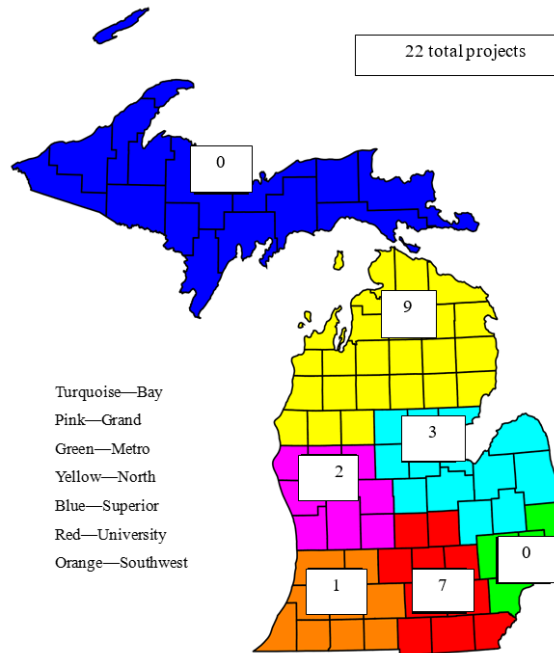 22 total projects
0
9
Turquoise—Bay
Pink—Grand
Green—Metro
Yellow—North
Blue—Superior
Red—University
Orange—Southwest
3
2
0
1
7